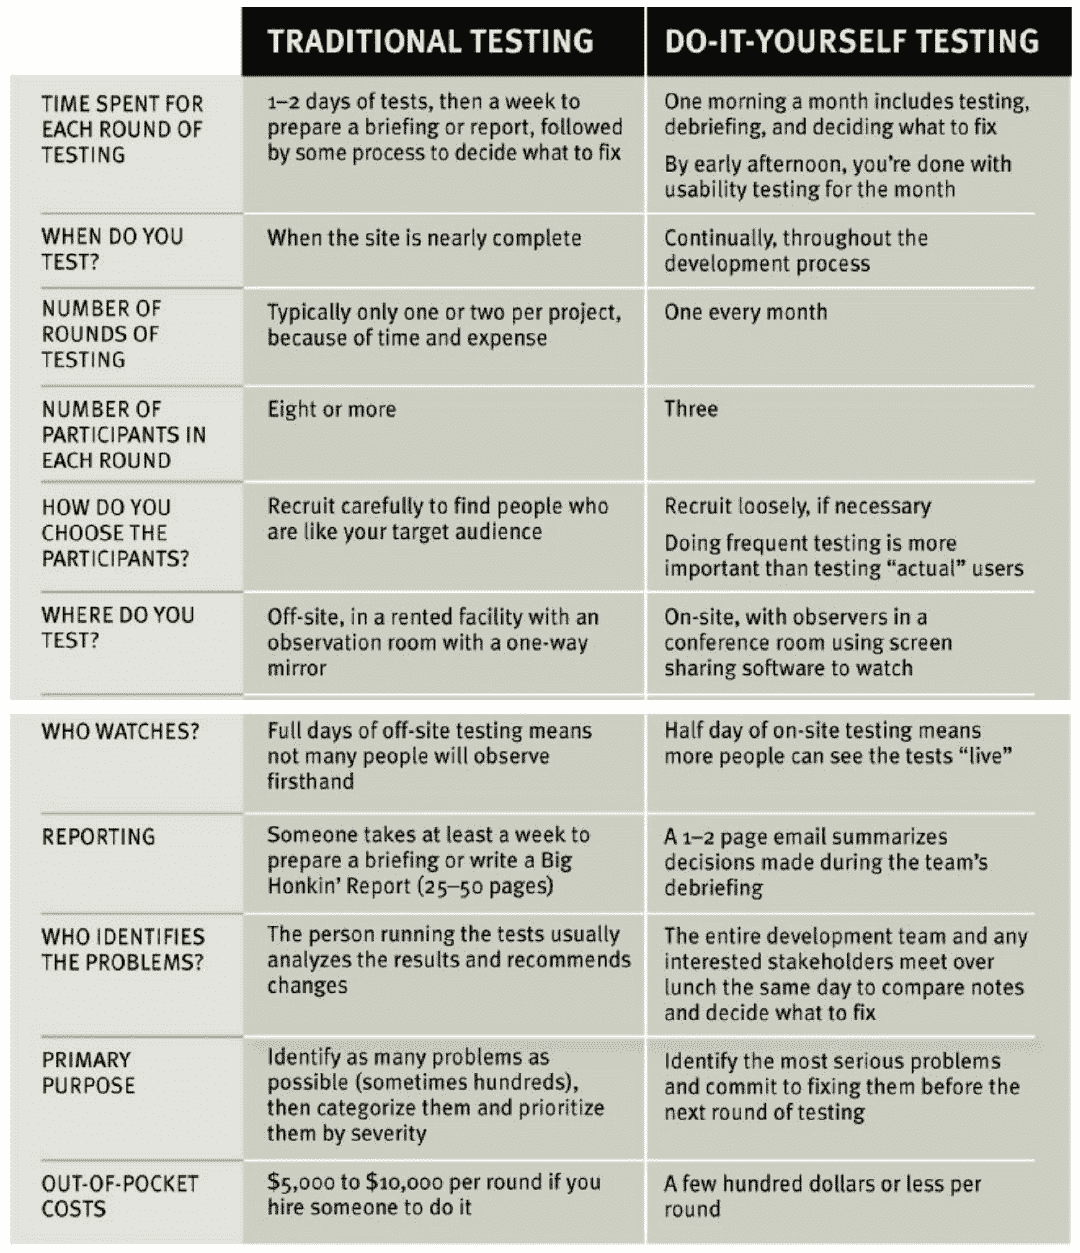 TRADITIONAL TESTING
DO-IT-YOURSELF TESTING
TIME SPENT FOR
EACH ROUND OF
TESTING
1–2 days of tests, then a week to
prepare a briefing or report, followed
by some process to decide what to fix
One morning a month includes testing,
debriefing, and deciding what to fix
By early afternoon, you're done with
usability testing for the month
WHEN DO YOU
TEST?
When the site is nearly complete
Continually, throughout the
development process
NUMBER OF
ROUNDS OF
TESTING
Typically only one or two per project,
because of time and expense
One every month
NUMBER OF
PARTICIPANTS IN
EACH ROUND
Eight or more
Three
HOW DO YOU
CHOOSE THE
PARTICIPANTS?
Recruit carefully to find people who
are like your target audience
Recruit loosely, if necessary
Doing frequent testing is more
important than testing “actual” users
WHERE DO YOU
TEST?
Off-site, in a rented facility with an
observation room with a one-way
mirror
On-site, with observers in a
conference room using screen
sharing software to watch
WHO WATCHES?
Full days of off-site testing means
not many people will observe
firsthand
Half day of on-site testing means
more people can see the tests “live”
REPORTING
Someone takes at least a week to
prepare a briefing or write a Big
Honkin' Report (25–50 pages)
A 1–2 page email summarizes
decisions made during the team's
debriefing
WHO IDENTIFIES
THE PROBLEMS?
The person running the tests usually
analyzes the results and recommends
changes
The entire development team and any
interested stakeholders meet over
lunch the same day to compare notes
and decide what to fix
PRIMARY
PURPOSE
Identify as many problems as
possible (sometimes hundreds),
then categorize them and prioritize
them by severity
Identify the most serious problems
and commit to fixing them before the
next round of testing
OUT-OF-POCKET
COSTS
$5,000 to $10,000 per round if you
hire someone to do it
A few hundred dollars or less per
round